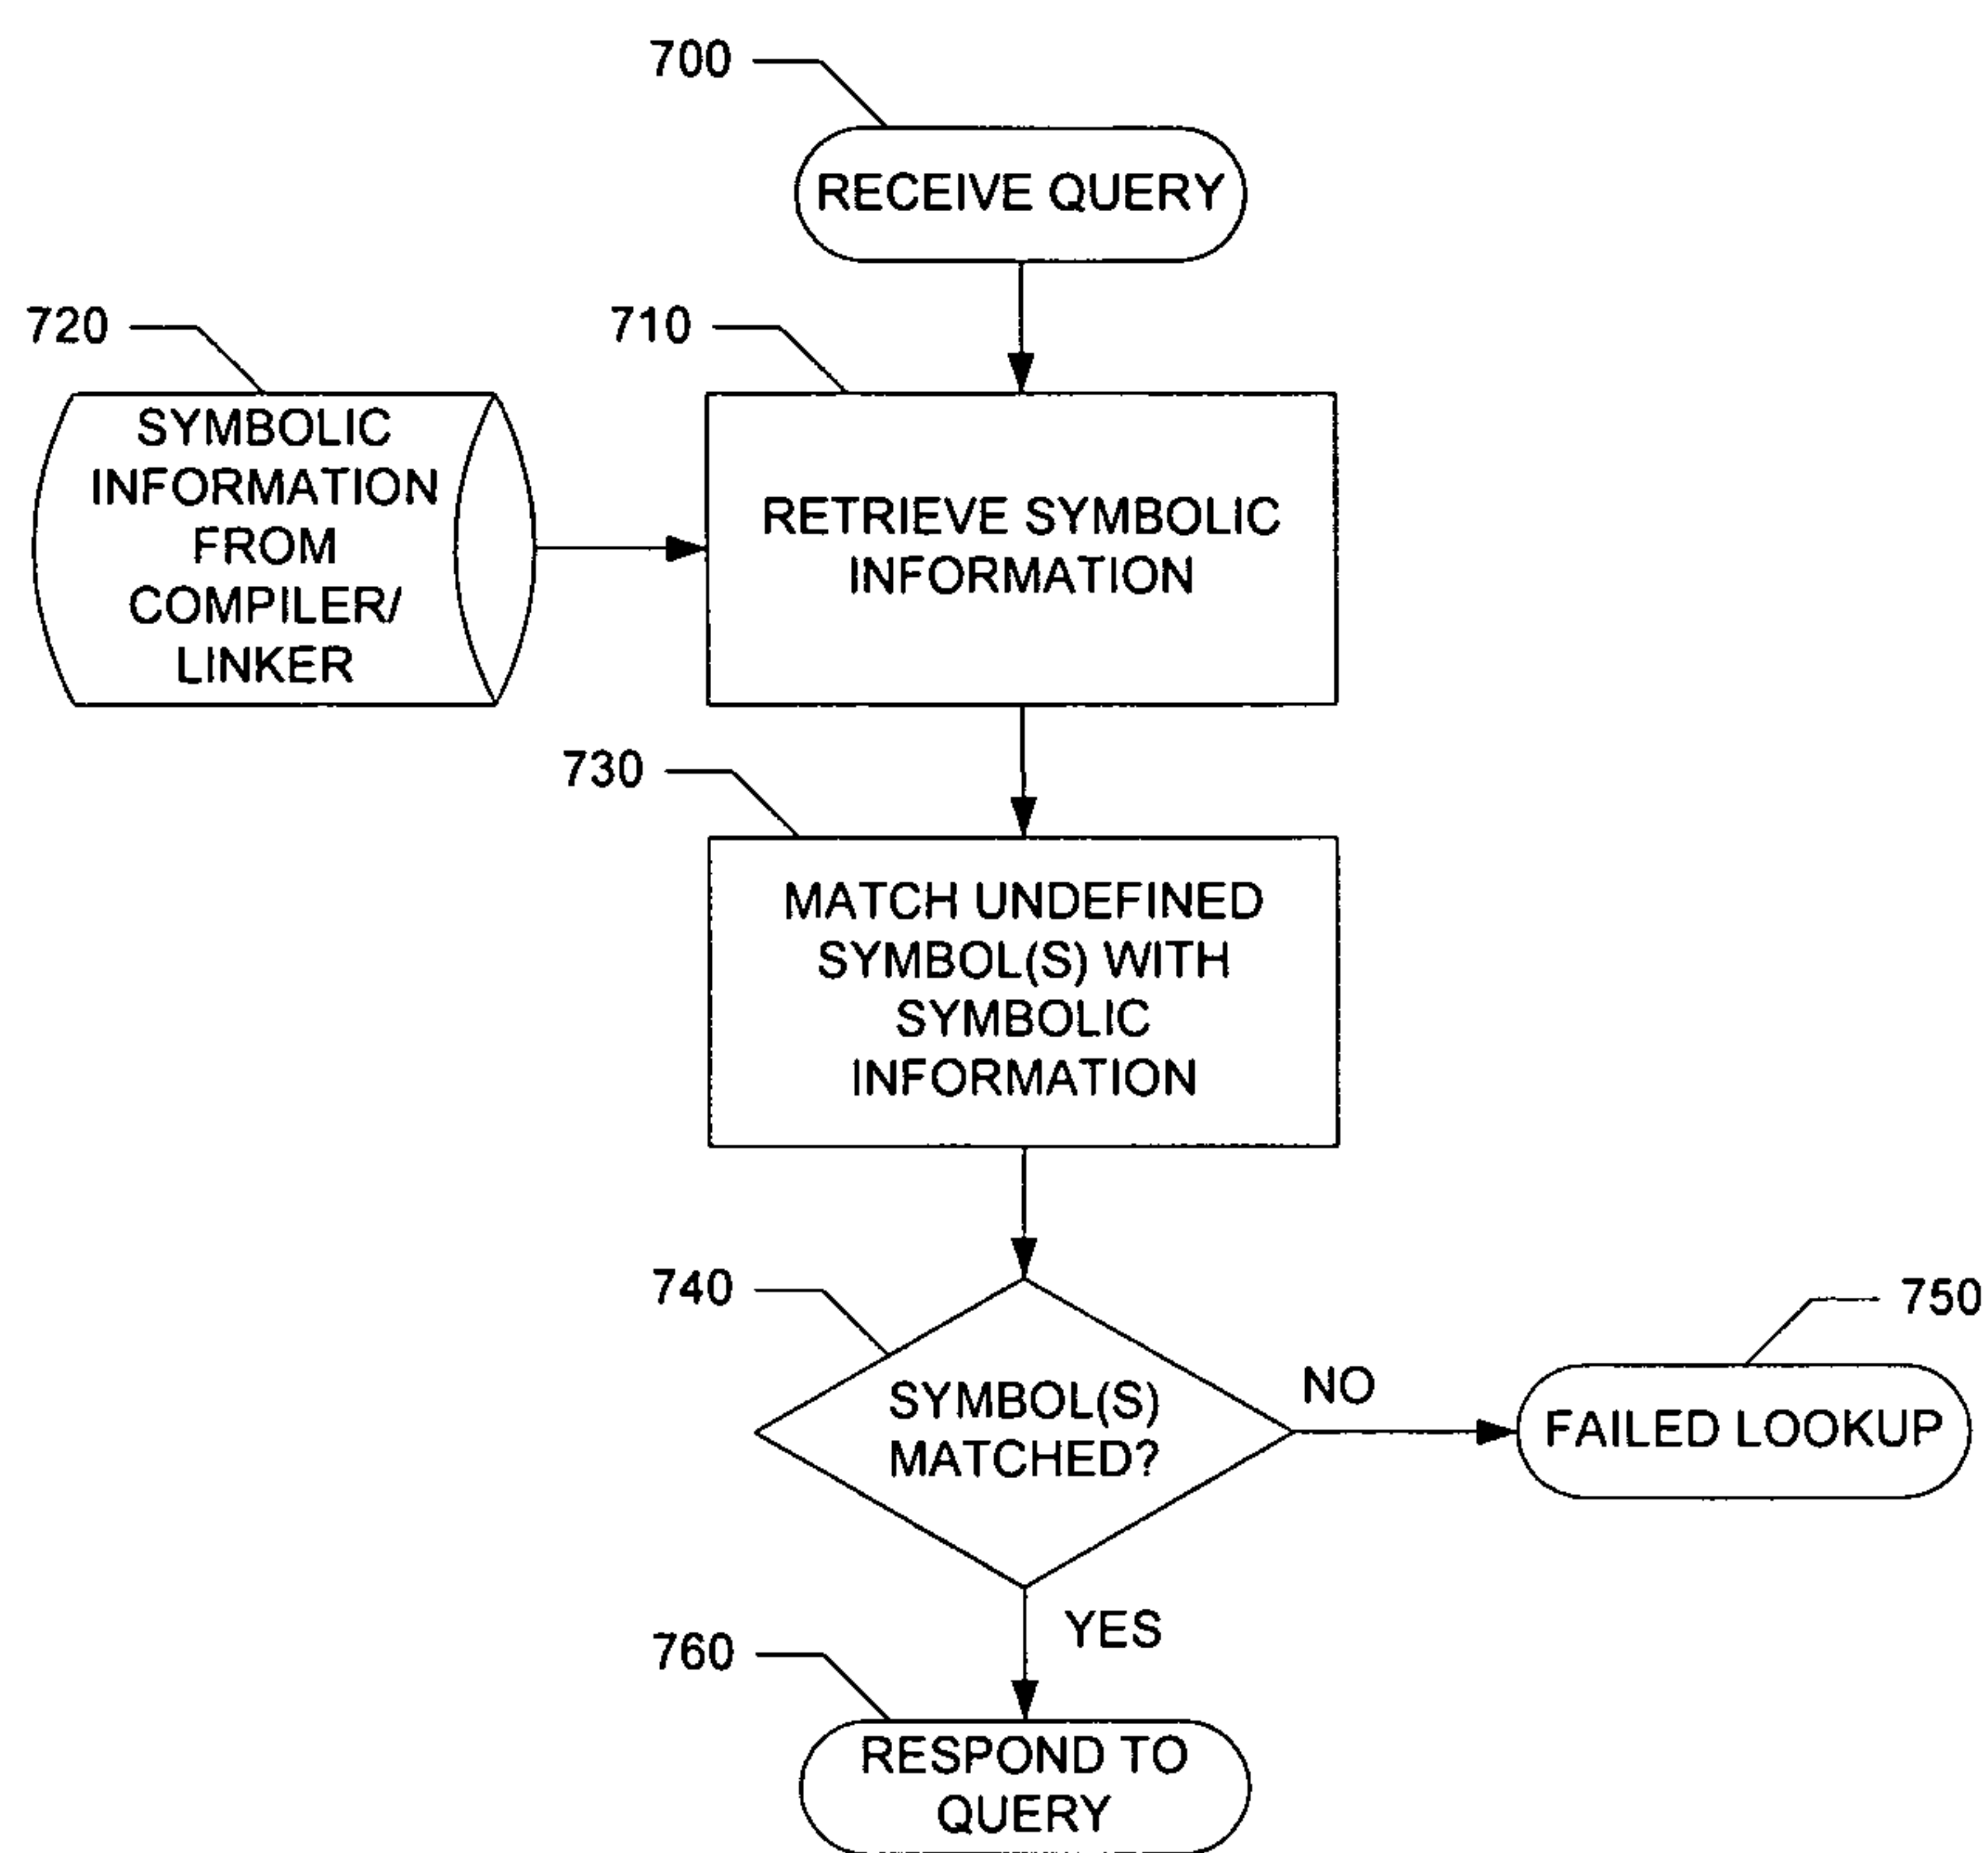 700
RECEIVE QUERY
720
710
SYMBOLIC
INFORMATION
FROM
COMPILER/
LINKER
RETRIEVE SYMBOLIC
INFORMATION
730
MATCH UNDEFINED
SYMBOL(S) WITH
SYMBOLIC
INFORMATION
740
SYMBOL(S)
MATCHED?
NO
750
FAILED LOOKUP
YES
760
RESPOND TO
QUERY